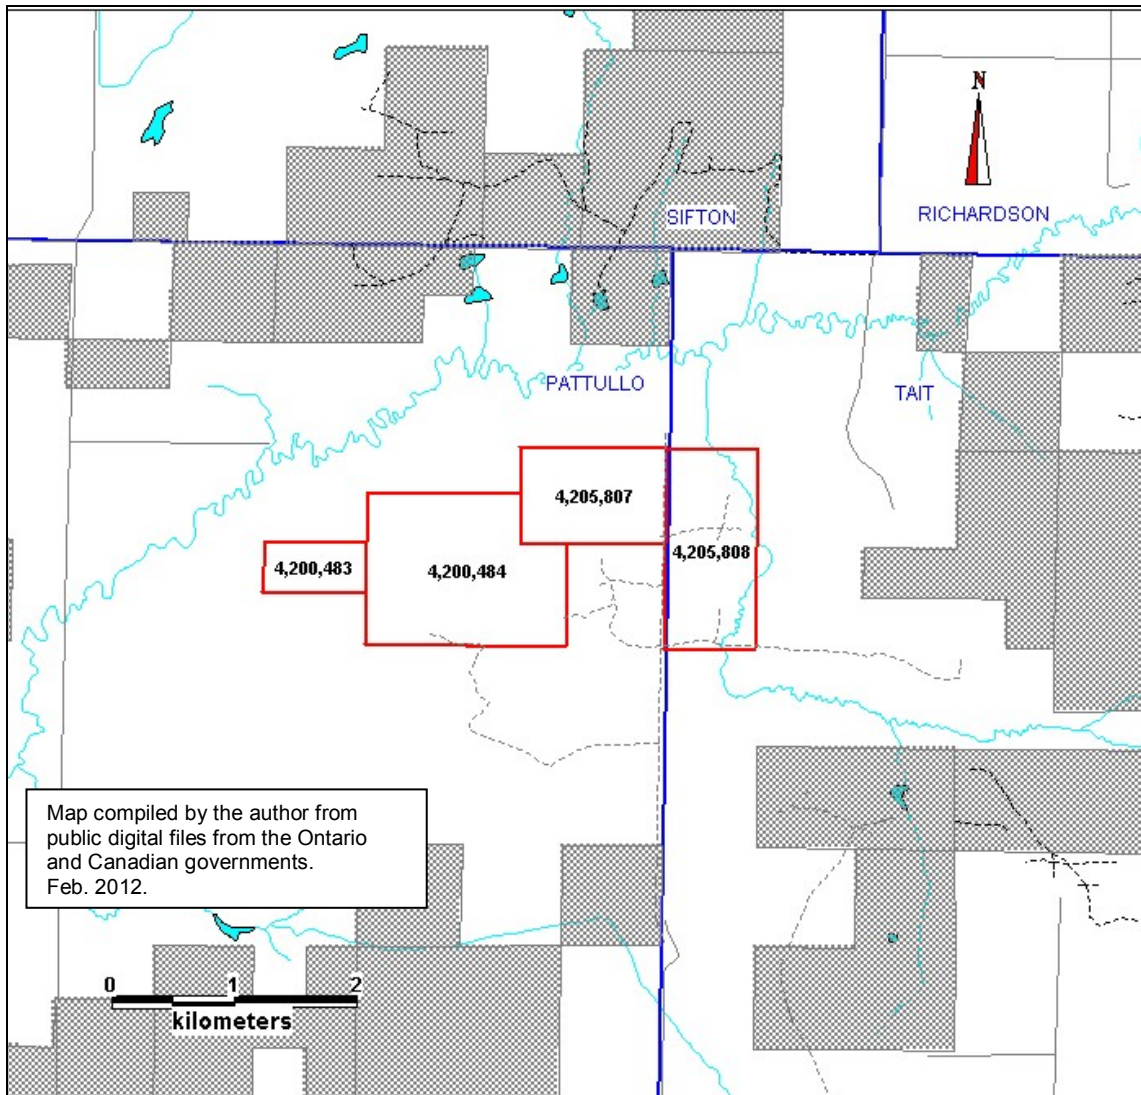 N
SIFTON
RICHARDSON
PATTULLO
TAIT
4,205,807
4,205,808
4,200,483
4,200,484
Map compiled by the author from
public digital files from the Ontario
and Canadian governments.
Feb. 2012.
0 1 2
kilometers